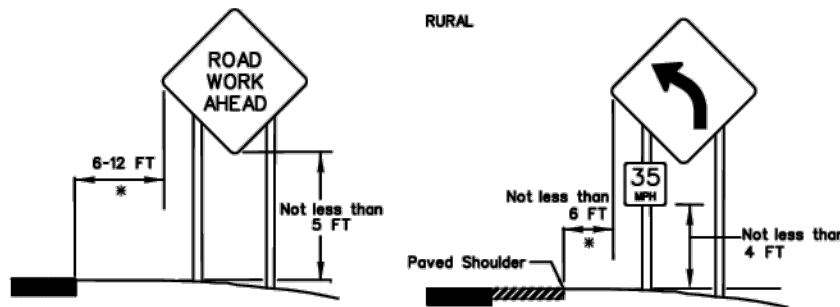 RURAL
ROAD
WORK
AHEAD
6-12 FT
*
Not less than
5 FT
35
MPH
Not less than
6 FT
*
Not less than
4 FT
Paved Shoulder